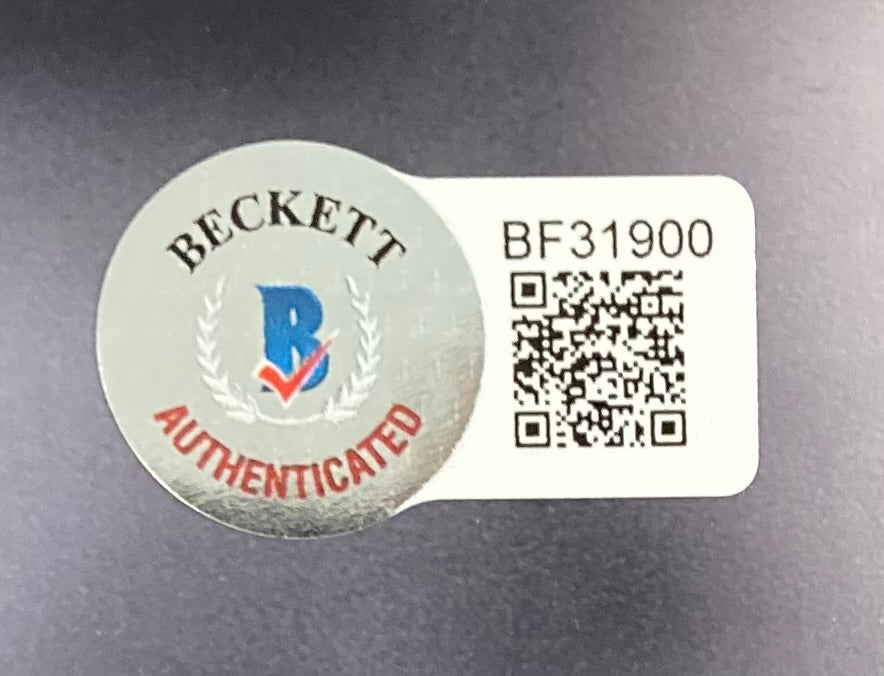 BECKETT
B
AUTHENTICATED
BF31900